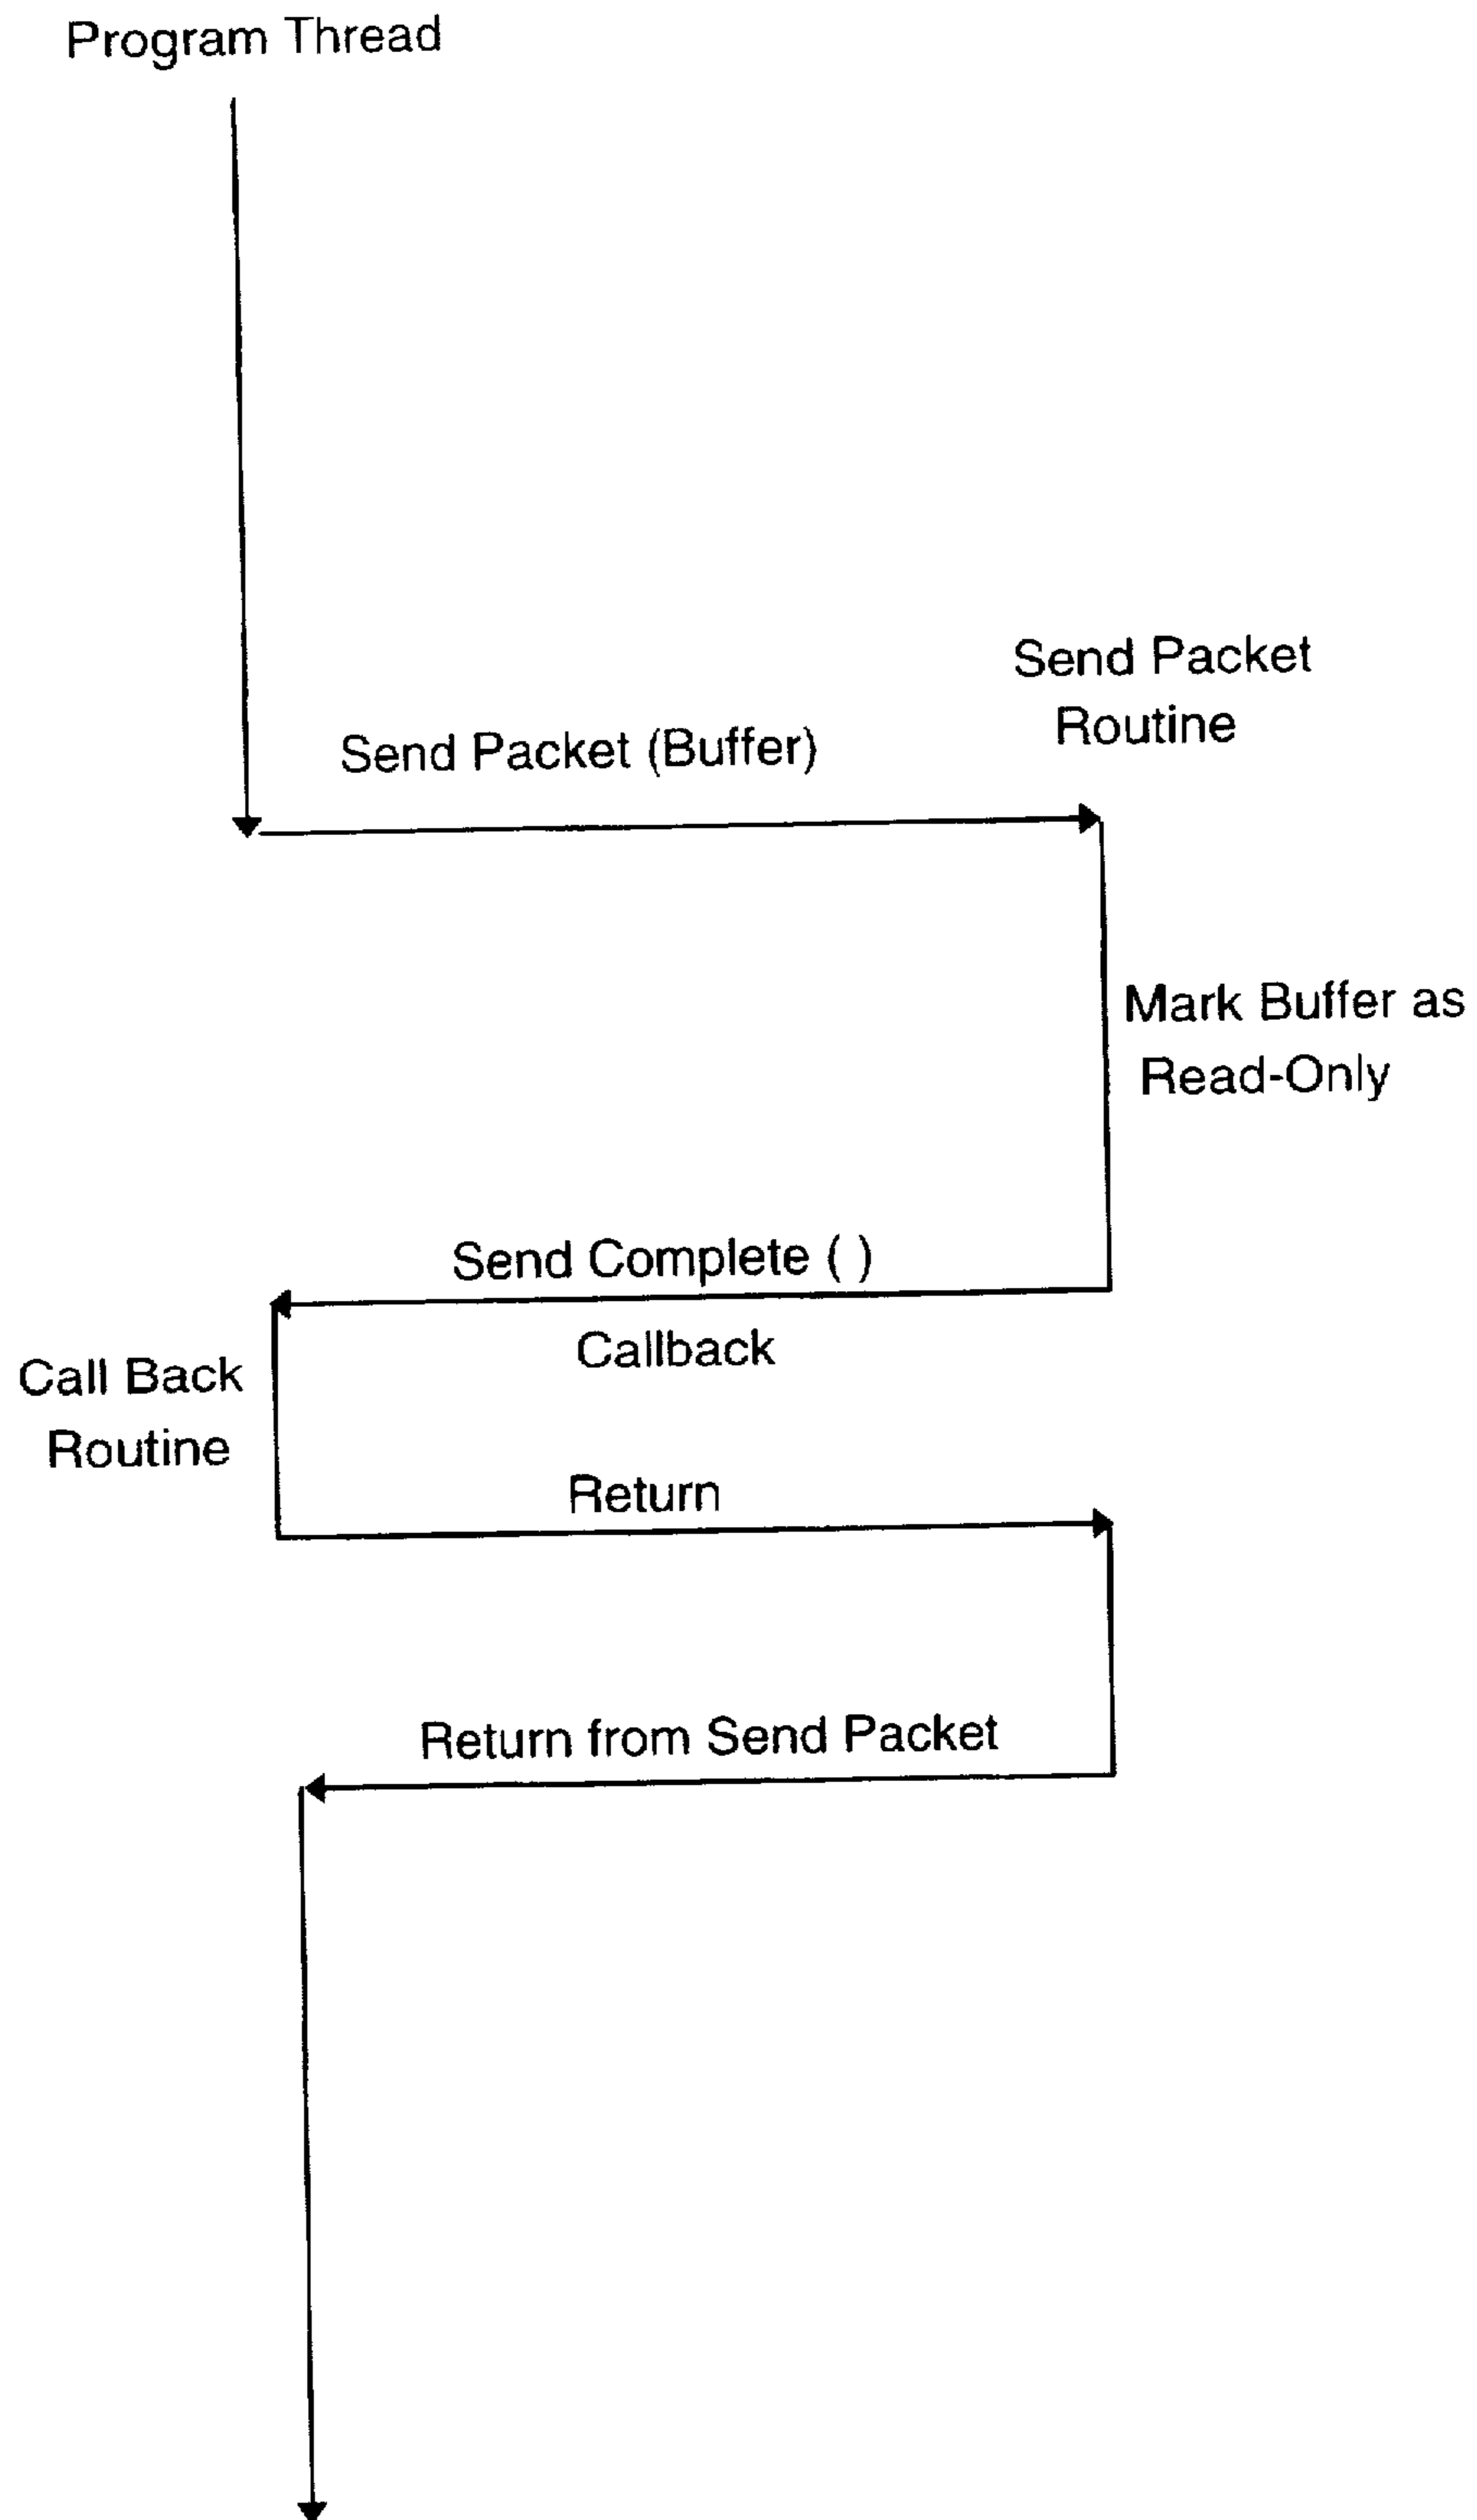 Program Thread
Send Packet
Routine
Send Packet (Buffer)
Mark Buffer as
Read-Only
Send Complete ( )
Callback
Call Back
Routine
Return
Return from Send Packet